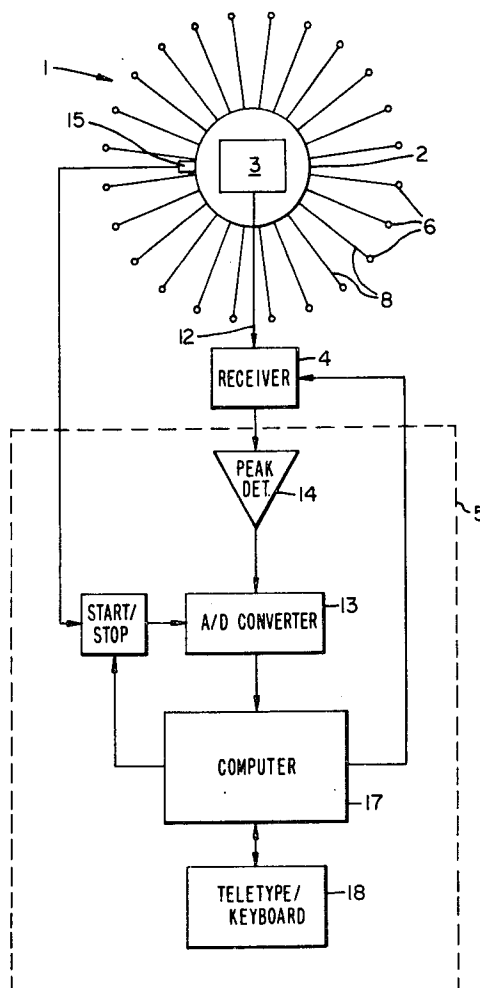 1
15
3
2
6
8
12
4
RECEIVER
PEAK
DET.
14
5
START/
STOP
A/D CONVERTER
13
COMPUTER
17
TELETYPE/
KEYBOARD
18